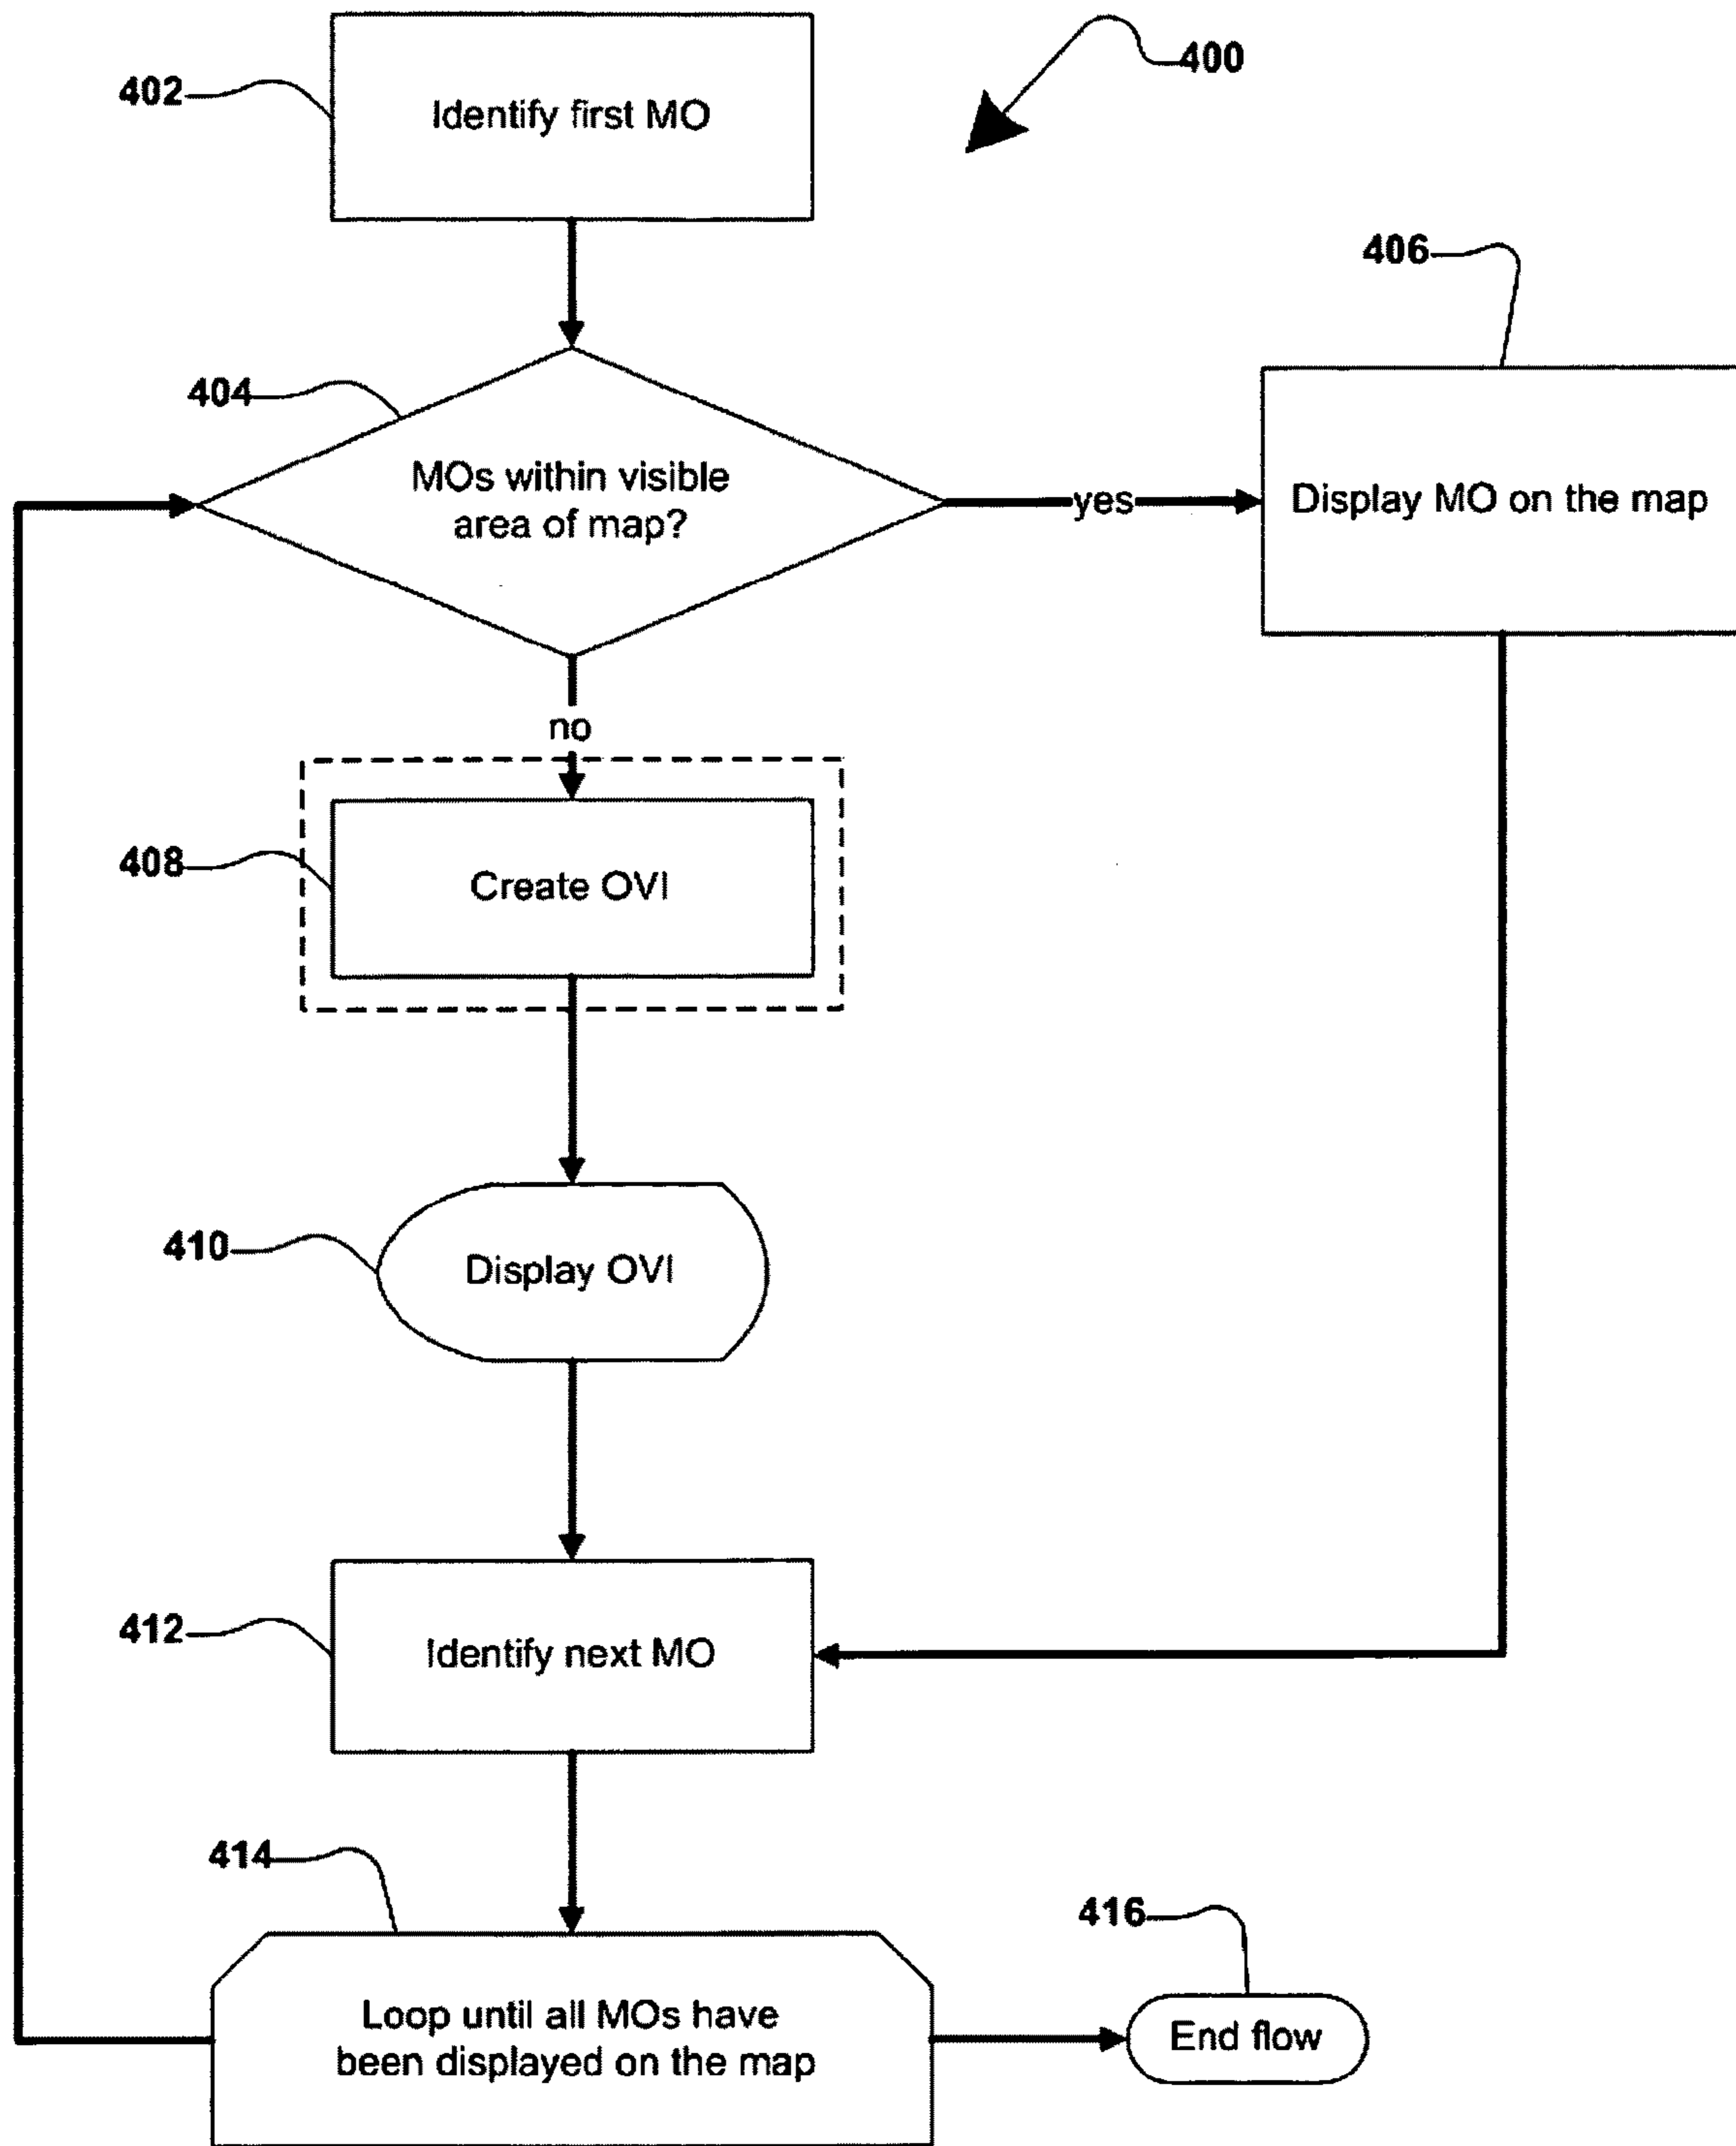 402
Identify first MO
400
406
404
MOs within visible
area of map?
yes
Display MO on the map
no
408
Create OVI
410
Display OVI
412
Identify next MO
414
416
Loop until all MOs have
been displayed on the map
End flow